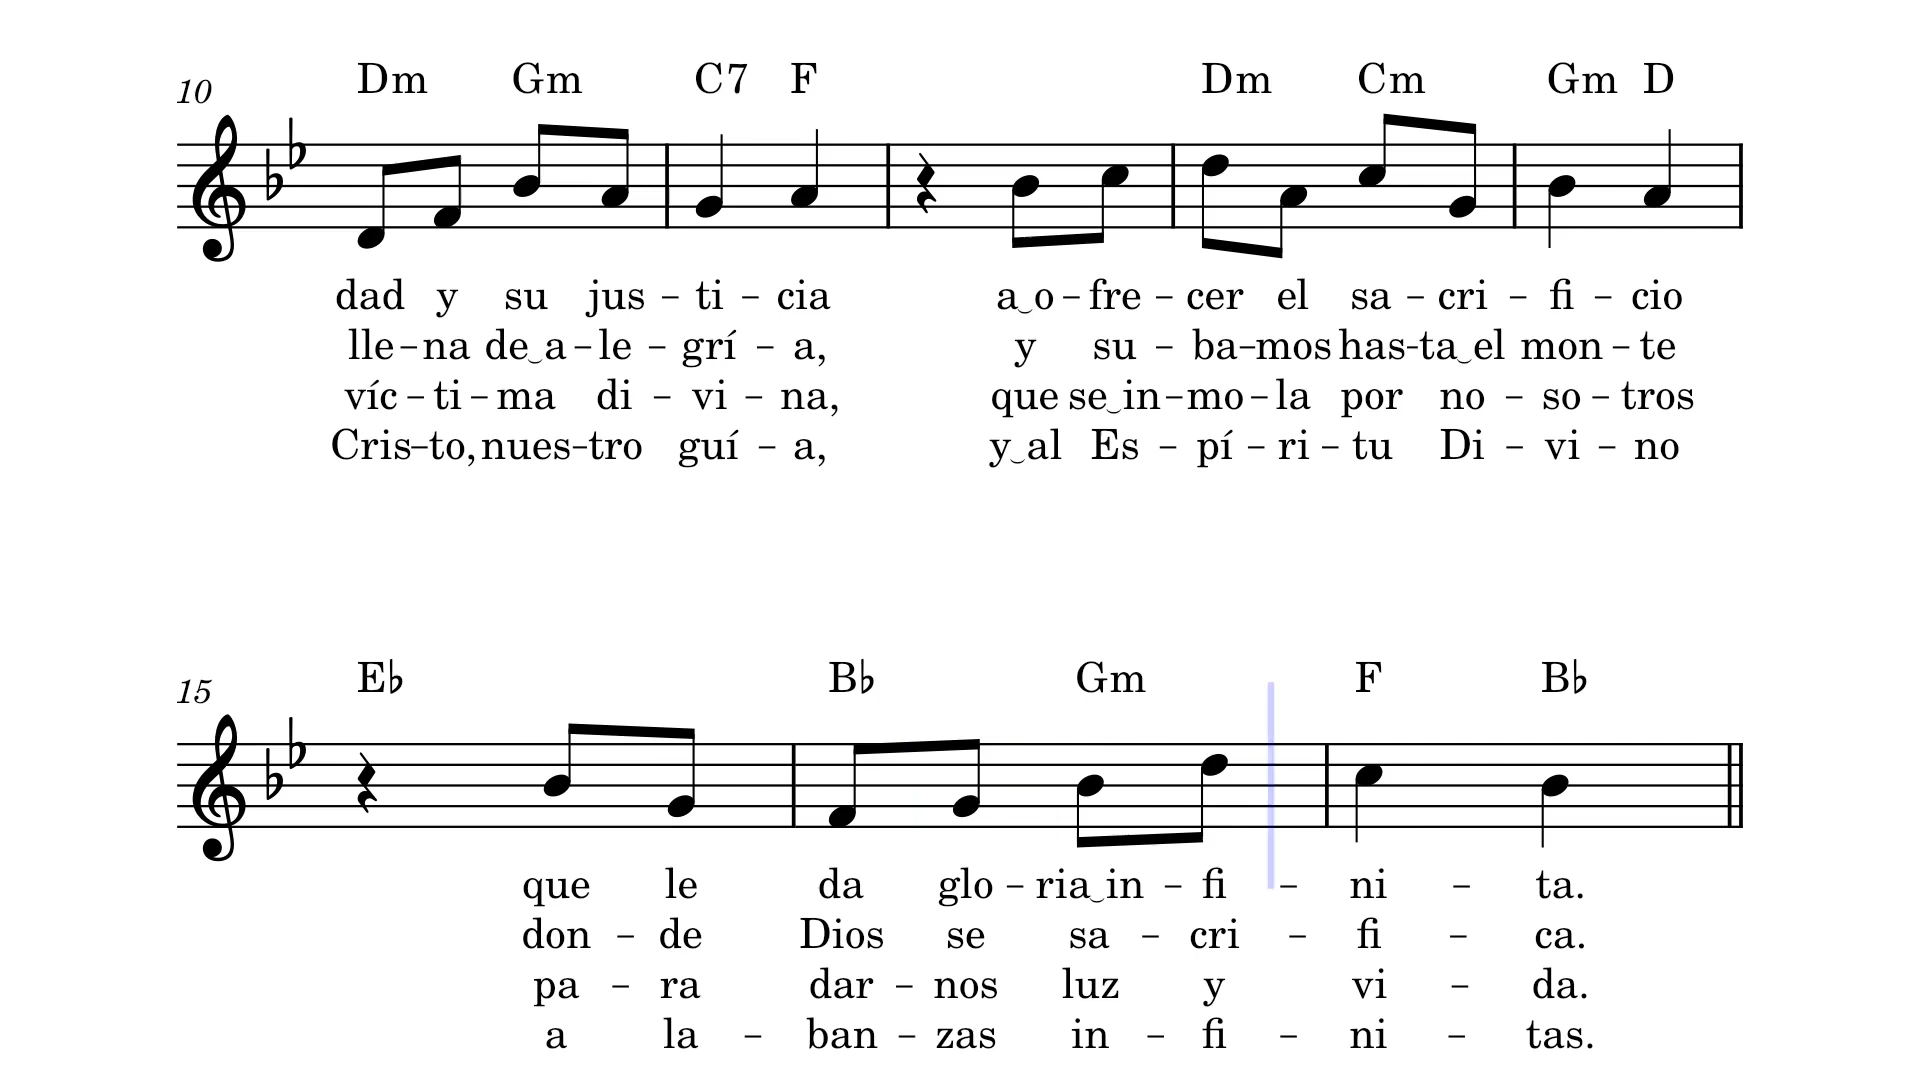 10 Dm Gm C7 F Dm Cm Gm D
dad y su jus – ti – cia a‿o – fre – cer el sa – cri – fi – cio
lle – na de‿a – le – grí – a, y su – ba – mos has – ta‿el mon – te
víc – ti – ma di – vi – na, que se‿in – mo – la por no – so – tros
Cris – to, nues – tro guí – a, y‿al Es – pí – ri – tu Di – vi – no
15 E♭ B♭ Gm F B♭
que le da glo – ria‿in – fi – ni – ta.
don – de Dios se sa – cri – fi – ca.
pa – ra dar – nos luz y vi – da.
a la – ban – zas in – fi – ni – tas.